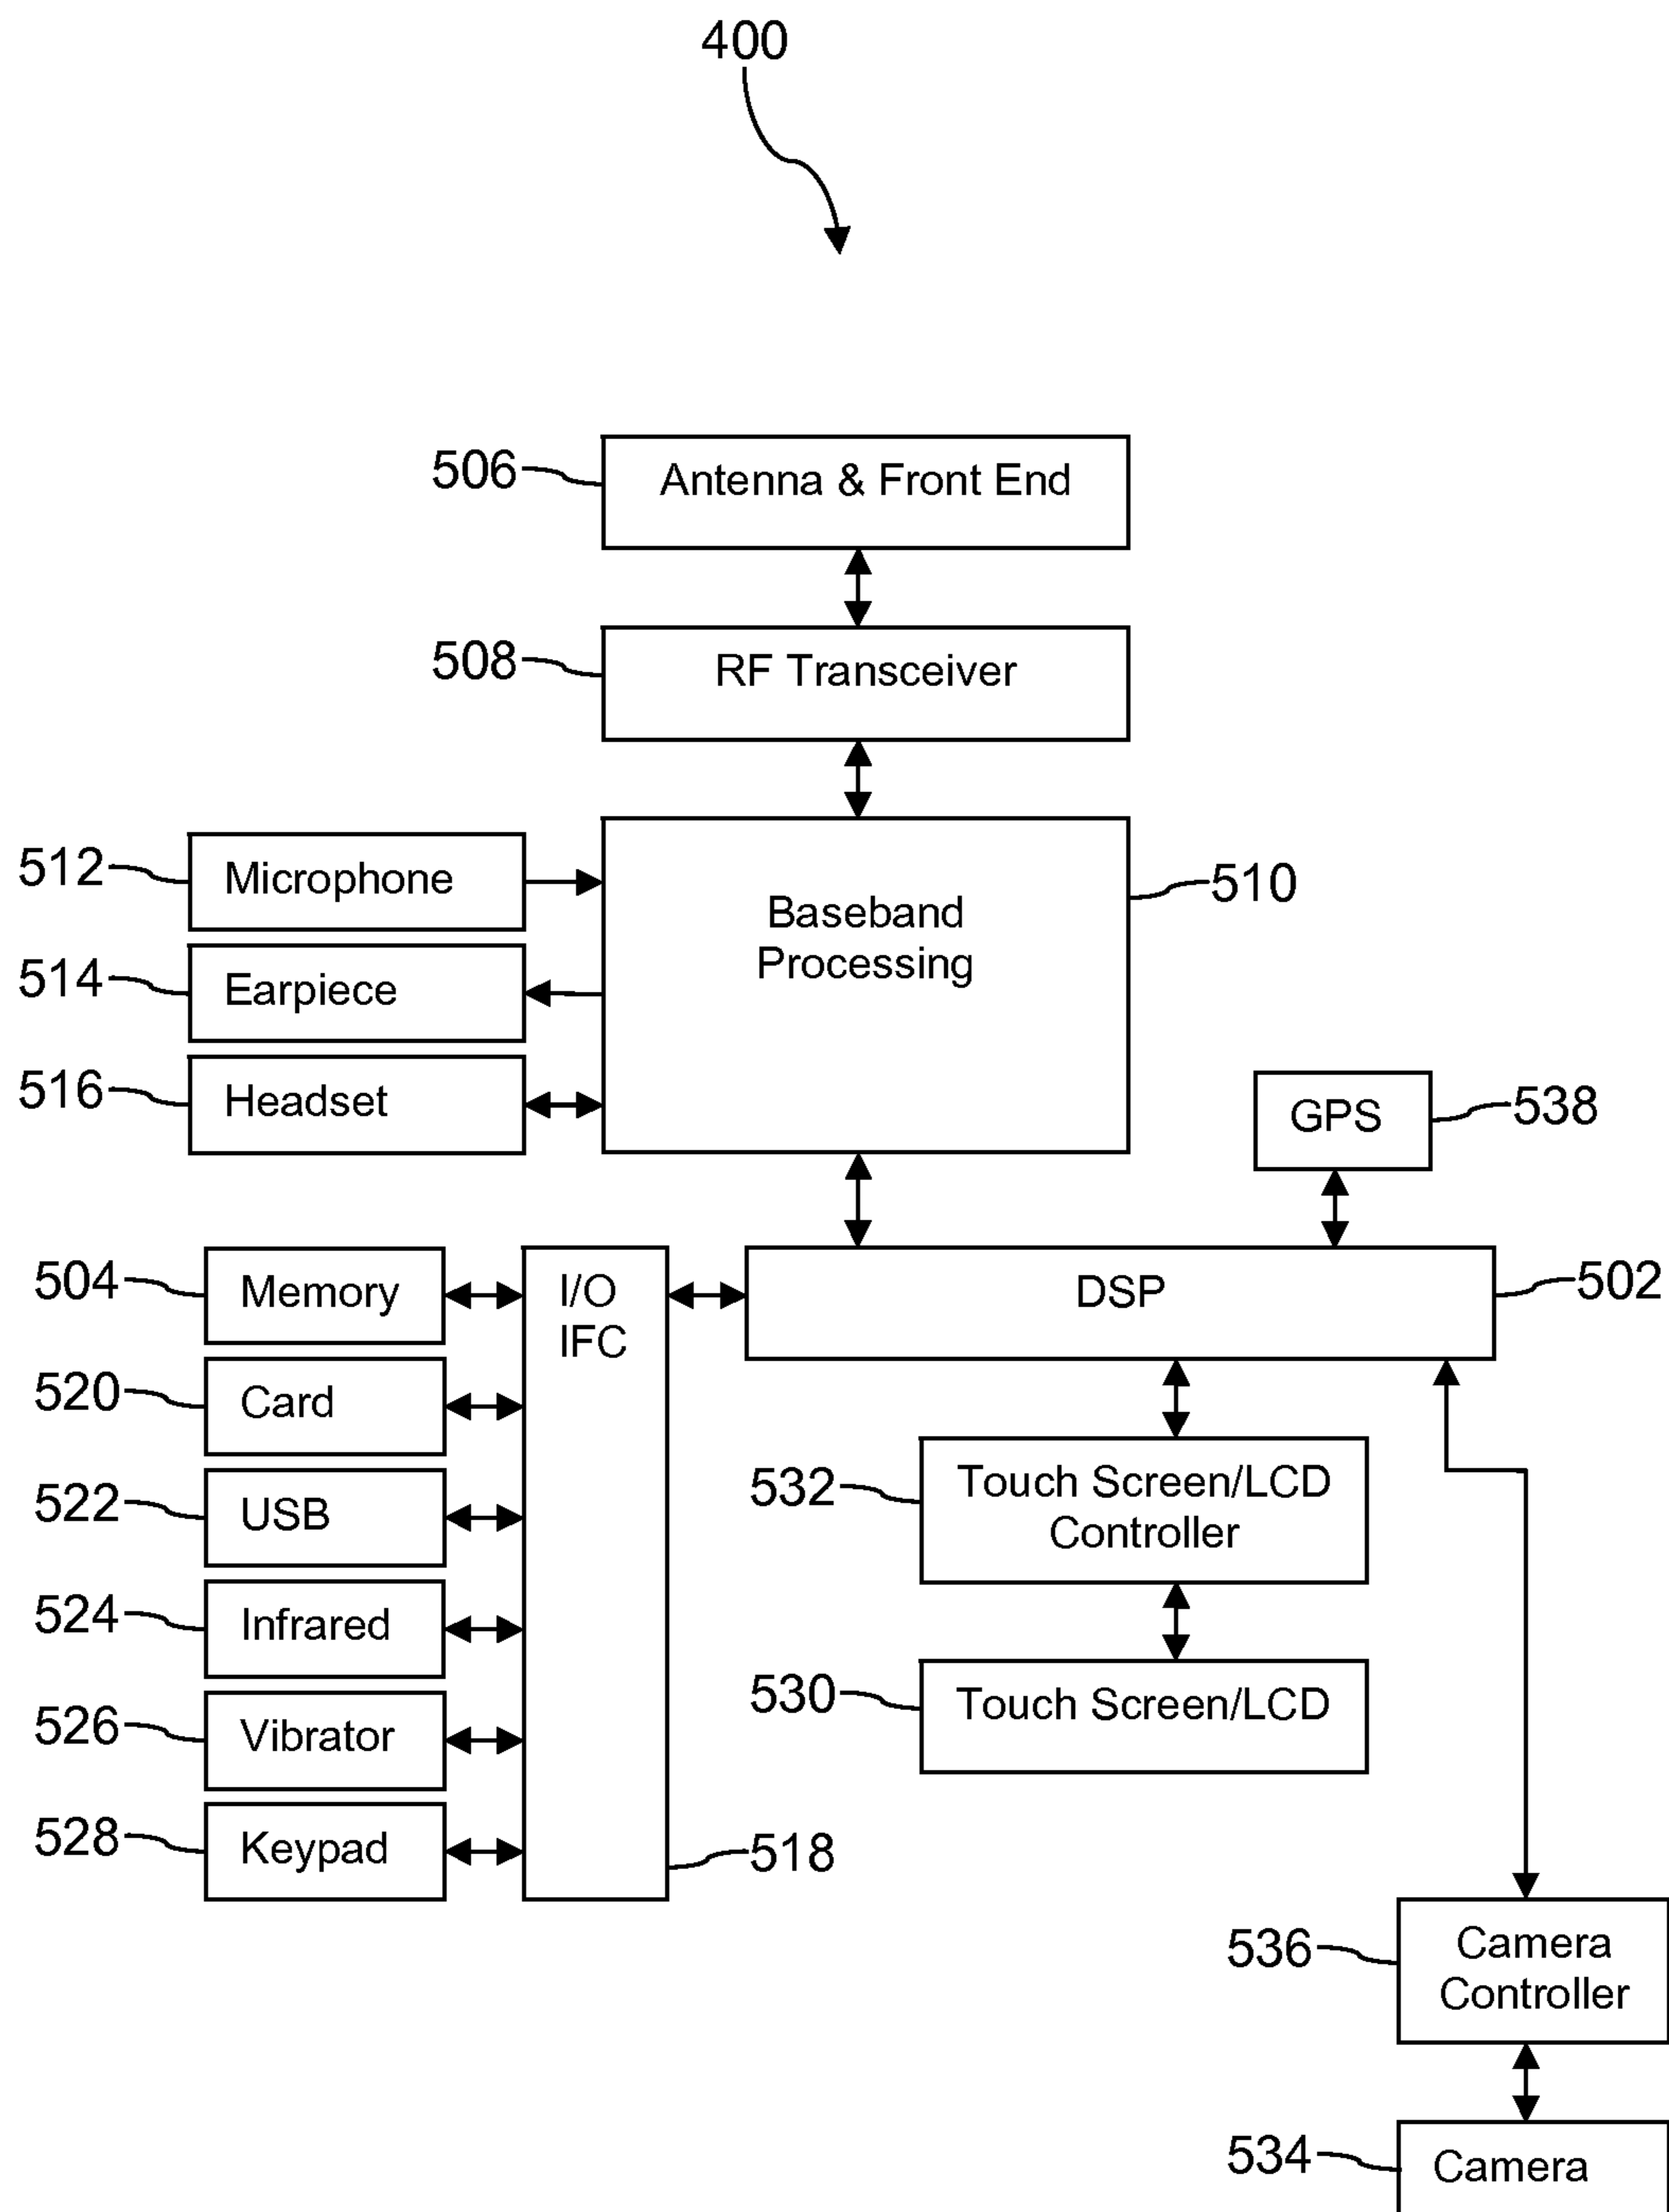 400
506
Antenna & Front End
508
RF Transceiver
512
Microphone
Baseband
Processing
510
514
Earpiece
516
Headset
GPS
538
504
Memory
I/O
IFC
DSP
502
520
Card
522
USB
532
Touch Screen/LCD
Controller
524
Infrared
530
Touch Screen/LCD
526
Vibrator
528
Keypad
518
536
Camera
Controller
534
Camera